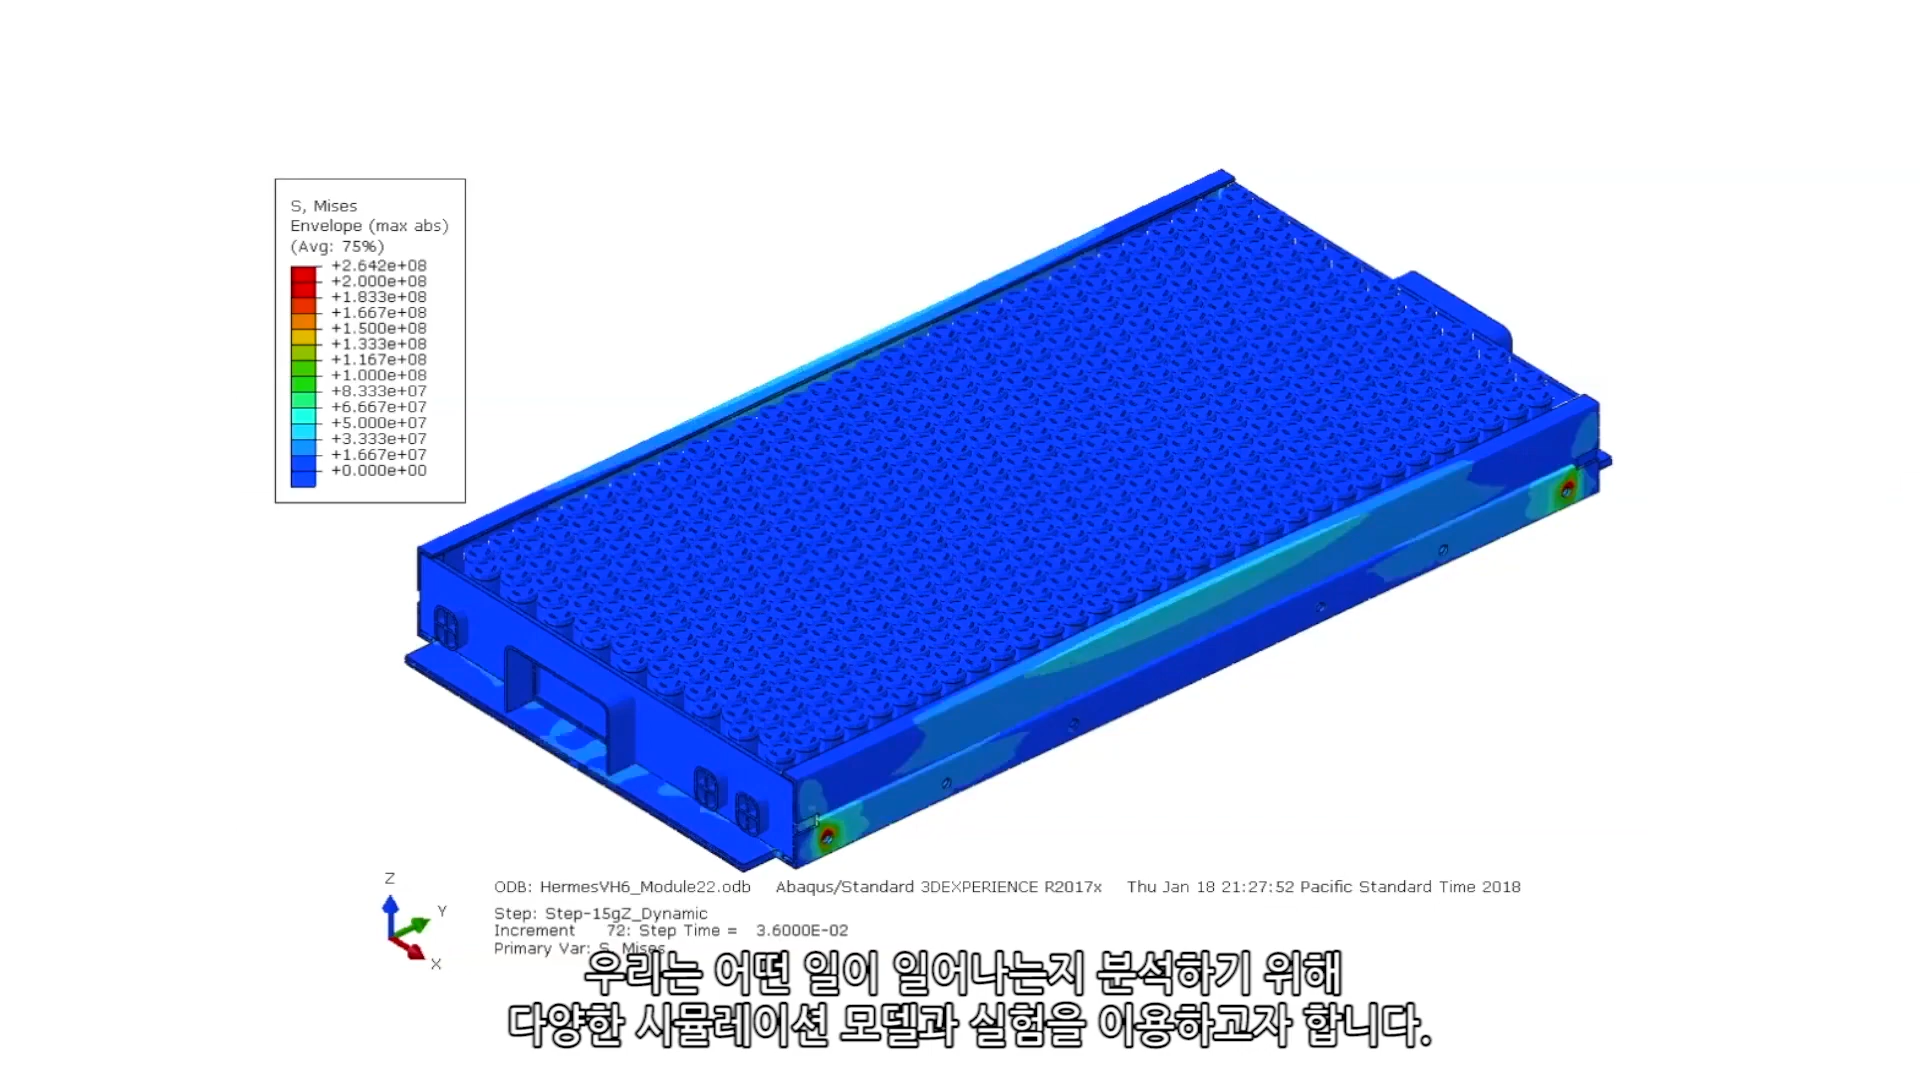 S, Mises
Envelope (max abs)
(Avg: 75%)
+2.642e+08
+2.000e+08
+1.833e+08
+1.667e+08
+1.500e+08
+1.333e+08
+1.167e+08
+1.000e+08
+8.333e+07
+6.667e+07
+5.000e+07
+3.333e+07
+1.667e+07
+0.000e+00
Z
Y
X
ODB: HermesVH6_Module22.odb Abaqus/Standard 3DEXPERIENCE R2017x Thu Jan 18 21:27:52 Pacific Standard Time 2018
Step: Step-15gZ_Dynamic
Increment 72: Step Time = 3.6000E-02
Primary Var: S, Mises
우리는 어떤 일이 일어나는지 분석하기 위해
다양한 시뮬레이션 모델과 실험을 이용하고자 합니다.